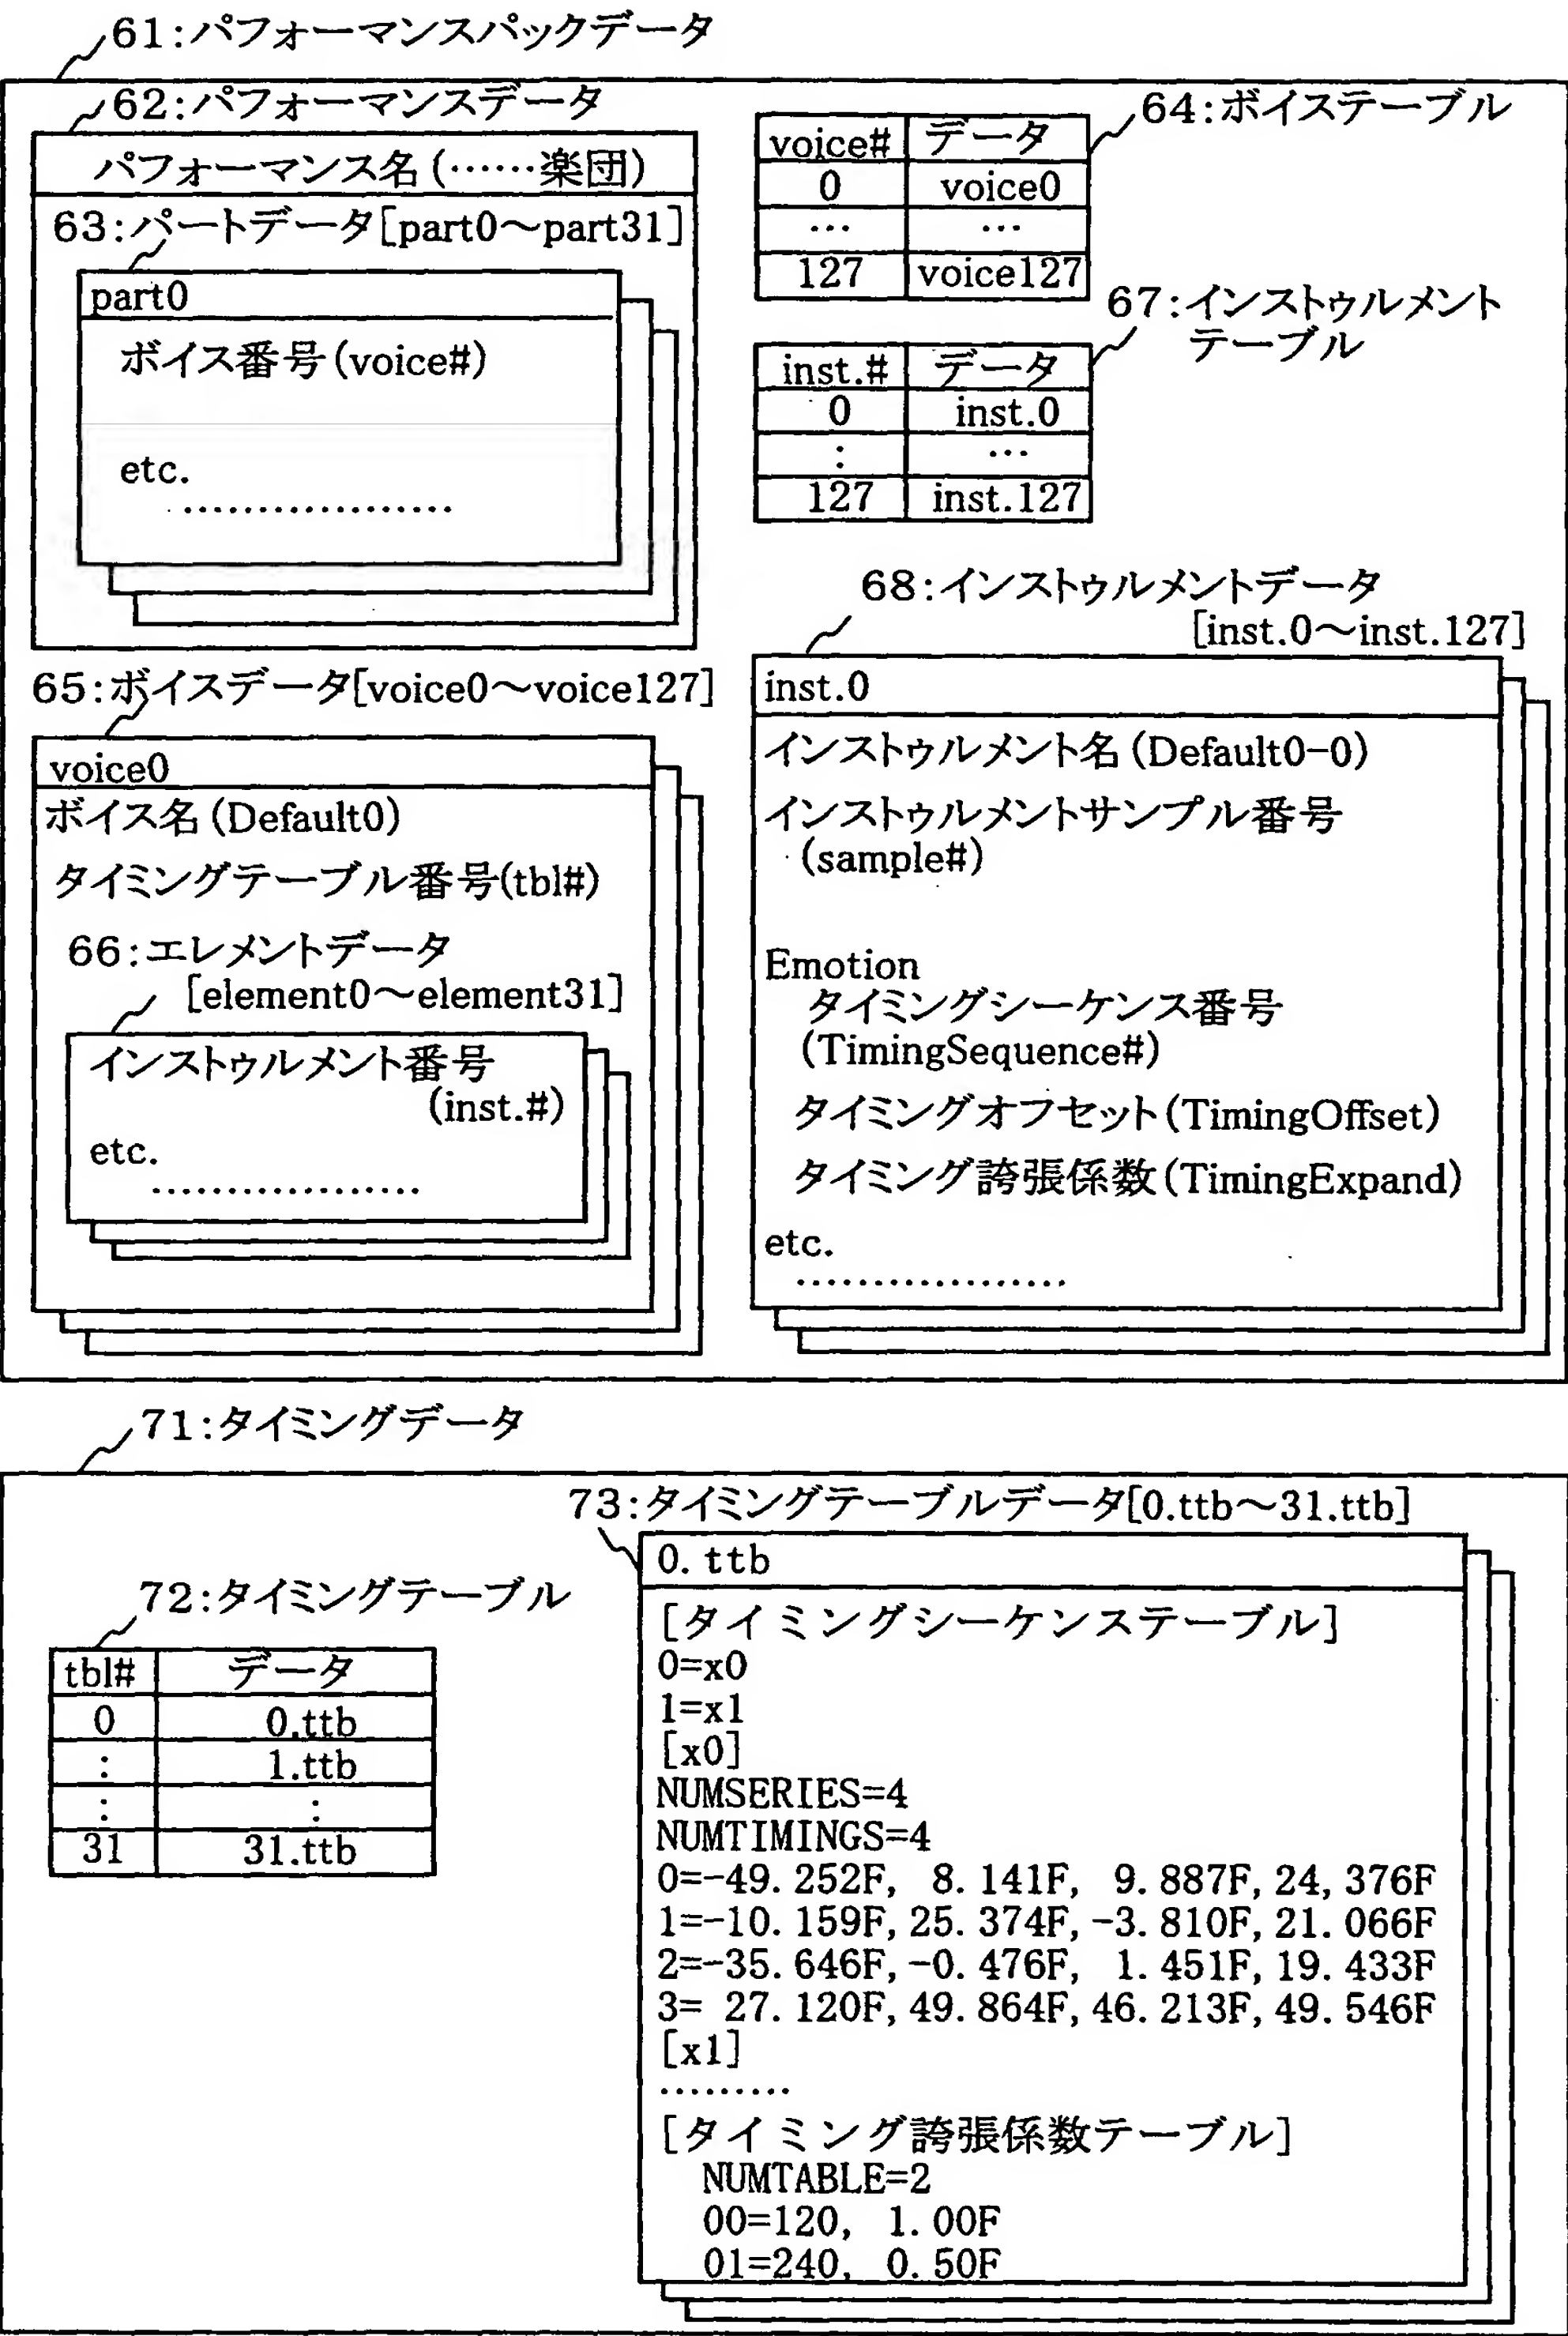 61:パフォーマンスパックデータ
62:パフォーマンスデータ
パフォーマンス名(……楽団)
63:パートデータ[part0～part31]
part0
ボイス番号(voice#)
etc.
………………
64:ボイステーブル
voice# データ
0 voice0
… …
127 voice127
67:インストゥルメント
テーブル
inst.# データ
0 inst.0
: …
127 inst.127
65:ボイスデータ[voice0～voice127]
voice0
ボイス名(Default0)
タイミングテーブル番号(tbl#)
66:エレメントデータ
[element0～element31]
インストゥルメント番号
(inst.#)
etc.
………………
68:インストゥルメントデータ
[inst.0～inst.127]
inst.0
インストゥルメント名(Default0-0)
インストゥルメントサンプル番号
(sample#)
Emotion
タイミングシーケンス番号
(TimingSequence#)
タイミングオフセット(TimingOffset)
タイミング誇張係数(TimingExpand)
etc.
………………
71:タイミングデータ
72:タイミングテーブル
tbl# データ
0 0.ttb
: 1.ttb
: :
31 31.ttb
73:タイミングテーブルデータ[0.ttb～31.ttb]
0. ttb
[タイミングシーケンステーブル]
0=x0
1=x1
[x0]
NUMSERIES=4
NUMTIMINGS=4
0=-49. 252F, 8. 141F, 9. 887F, 24, 376F
1=-10. 159F, 25. 374F, -3. 810F, 21. 066F
2=-35. 646F, -0. 476F, 1. 451F, 19. 433F
3= 27. 120F, 49. 864F, 46. 213F, 49. 546F
[x1]
………
[タイミング誇張係数テーブル]
NUMTABLE=2
00=120, 1. 00F
01=240, 0. 50F